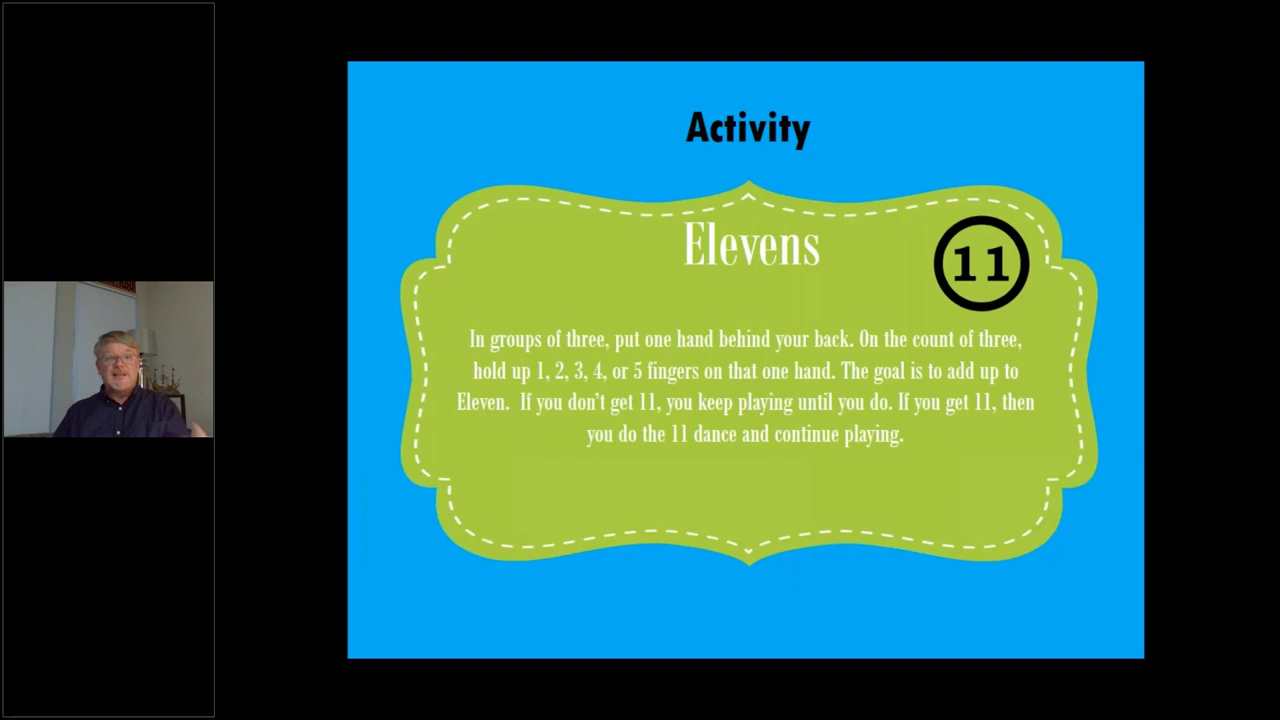 Activity
Elevens
11
In groups of three, put one hand behind your back. On the count of three,
hold up 1, 2, 3, 4, or 5 fingers on that one hand. The goal is to add up to
Eleven.  If you don’t get 11, you keep playing until you do. If you get 11, then
you do the 11 dance and continue playing.